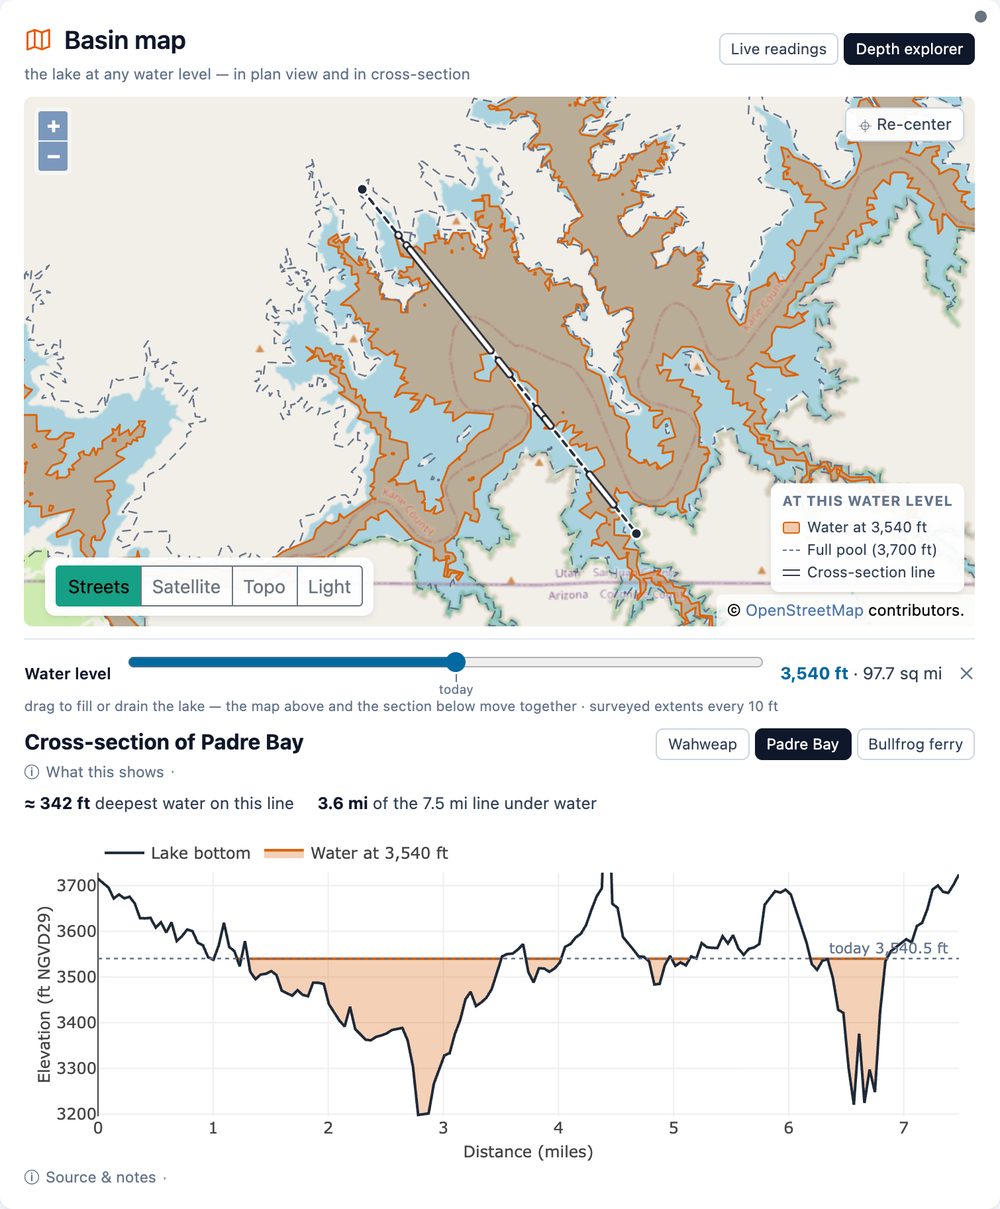 Basin map
the lake at any water level — in plan view and in cross-section
Live readings
Depth explorer
+
−
Re-center
Kane County
Kane County
AT THIS WATER LEVEL
Water at 3,540 ft
Full pool (3,700 ft)
Cross-section line
Streets
Satellite
Topo
Light
Utah
Arizona
© OpenStreetMap contributors.
Water level
today
3,540 ft · 97.7 sq mi ×
drag to fill or drain the lake — the map above and the section below move together · surveyed extents every 10 ft
Cross-section of Padre Bay
Wahweap
Padre Bay
Bullfrog ferry
ⓘ What this shows ·
≈ 342 ft deepest water on this line
3.6 mi of the 7.5 mi line under water
Lake bottom
Water at 3,540 ft
Elevation (ft NGVD29)
3700
3600
3500
3400
3300
3200
today 3,540.5 ft
0 1 2 3 4 5 6 7
Distance (miles)
ⓘ Source & notes ·